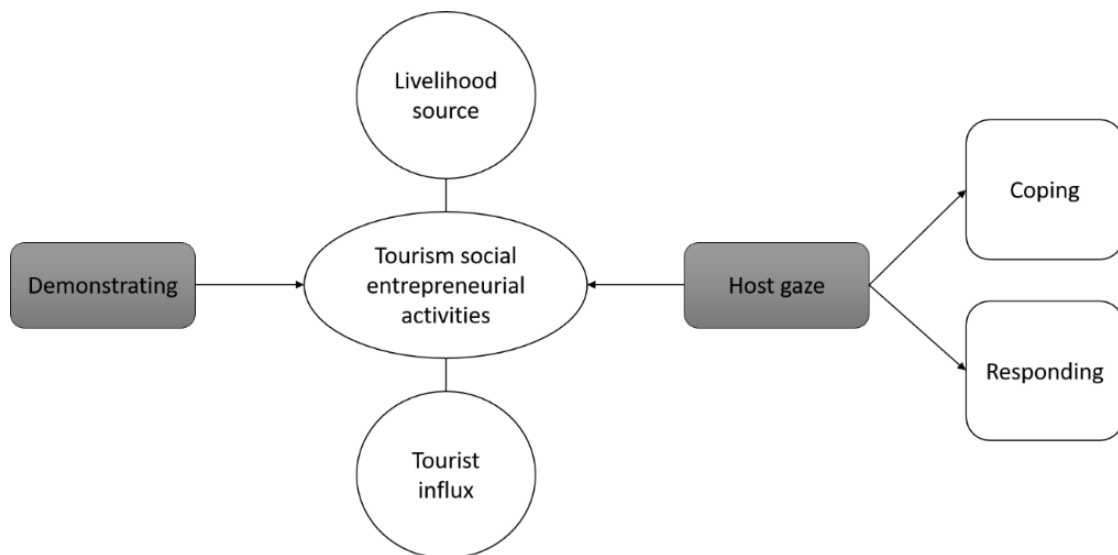 Livelihood
source
Demonstrating
Tourism social
entrepreneurial
activities
Host gaze
Coping
Responding
Tourist
influx